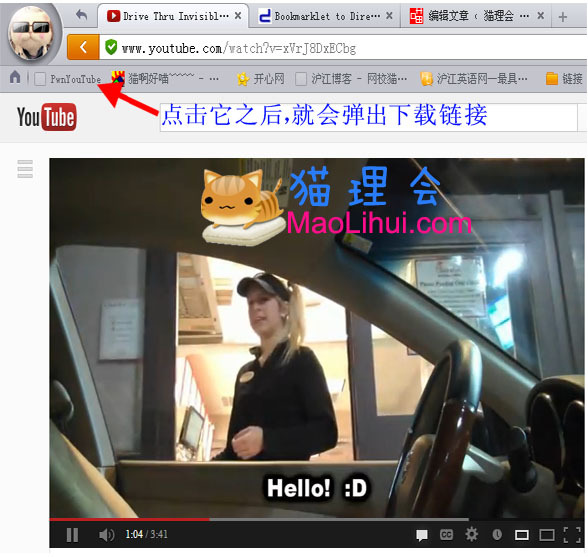 Drive Thru Invisibl...
Bookmarklet to Dire...
编辑文章 ‹ 猫理会
www.youtube.com/watch?v=xVrJ8DxECbg
PwnYouTube
猫啊好喵~~~~~ - ...
开心网
沪江博客 - 网校猫...
沪江英语网一最具...
链接
YouTube
点击它之后,就会弹出下载链接
猫理会
MaoLihui.com
Hello! :D
1:04 / 3:41